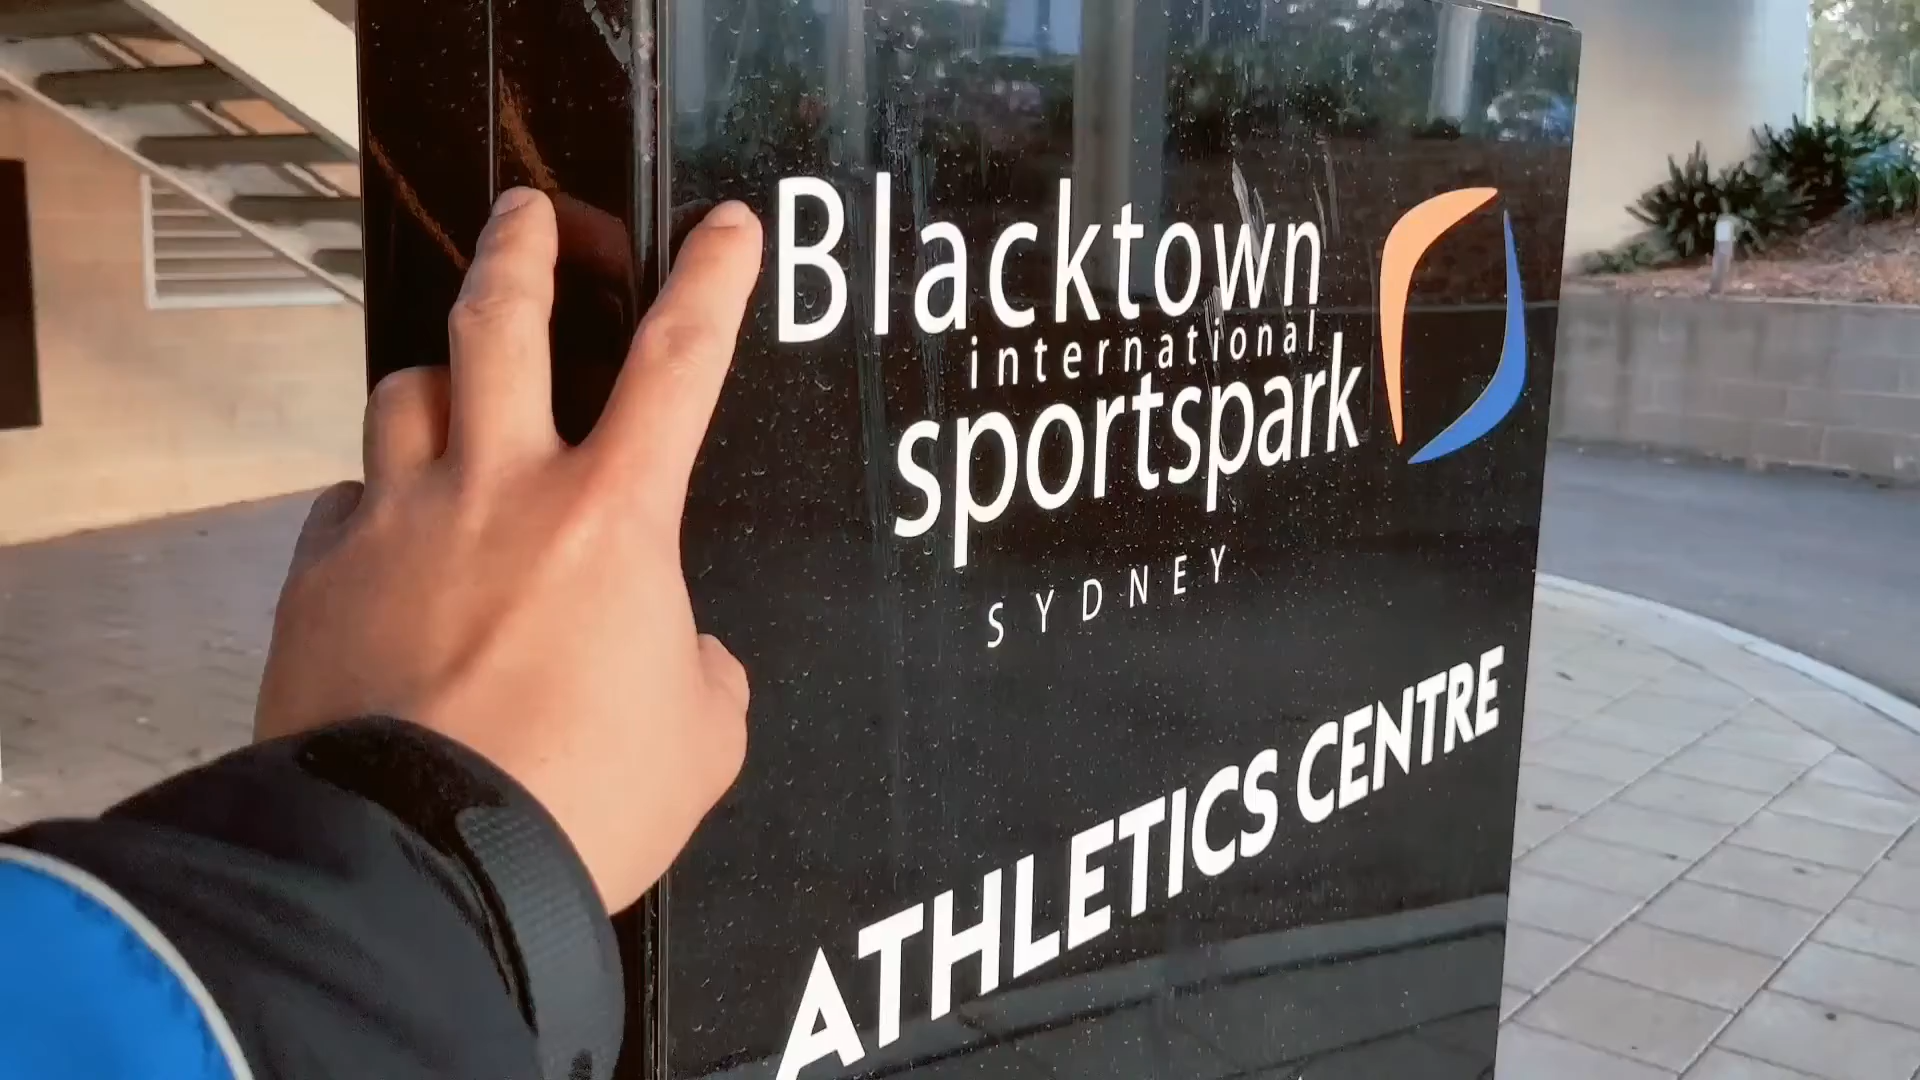 Blacktown
international
sportspark
SYDNEY
ATHLETICS CENTRE